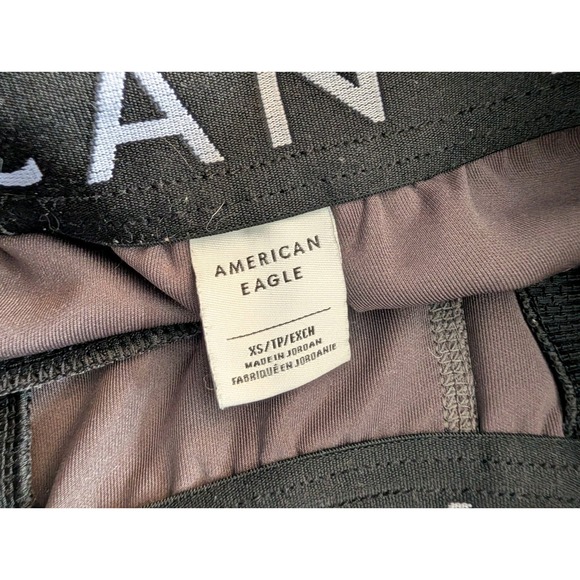 CAN
AMERICAN
EAGLE
XS/TP/EXCH
MADE IN JORDAN
FABRIQUÉ EN JORDANIE